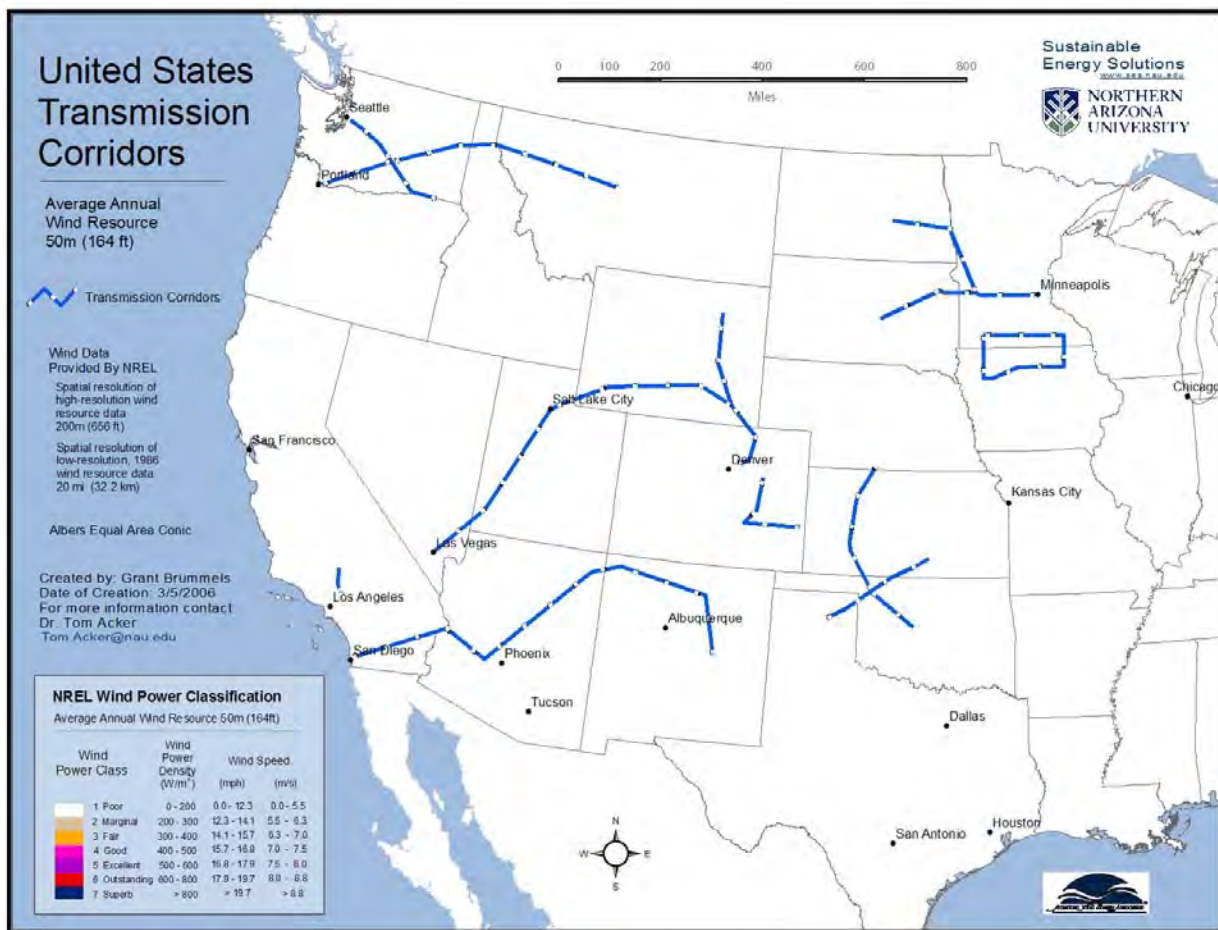 United States
Transmission
Corridors
Average Annual
Wind Resource
50m (164 ft)
Transmission Corridors
Wind Data
Provided By NREL
Spatial resolution of
high-resolution wind
resource data
200m (656 ft)
Spatial resolution of
low-resolution, 1986
wind resource data
20 mi (32.2 km)
Albers Equal Area Conic
Created by: Grant Brummels
Date of Creation: 3/5/2006
For more information contact
Dr. Tom Acker
Tom Acker@nau.edu
NREL Wind Power Classification
Average Annual Wind Resource 50m (164ft)
Wind Power Class
Wind Power Density (W/m²)
Wind Speed
(mph) (m/s)
1 Poor 0 - 200 0.0 - 12.3 0.0 - 5.5
2 Marginal 200 - 300 12.3 - 14.1 5.5 - 6.3
3 Fair 300 - 400 14.1 - 15.7 6.3 - 7.0
4 Good 400 - 500 15.7 - 16.8 7.0 - 7.5
5 Excellent 500 - 600 16.8 - 17.9 7.5 - 8.0
6 Outstanding 600 - 800 17.9 - 19.7 8.0 - 8.8
7 Superb > 800 > 19.7 > 8.8
0 200 400 600 800
Miles
Sustainable
Energy Solutions
www.ses.nau.edu
NORTHERN
ARIZONA
UNIVERSITY
Seattle
Portland
Minneapolis
Chicago
Salt Lake City
San Francisco
Denver
Kansas City
Las Vegas
Los Angeles
Albuquerque
San Diego
Phoenix
Tucson
Dallas
San Antonio
Houston
N
W E
S